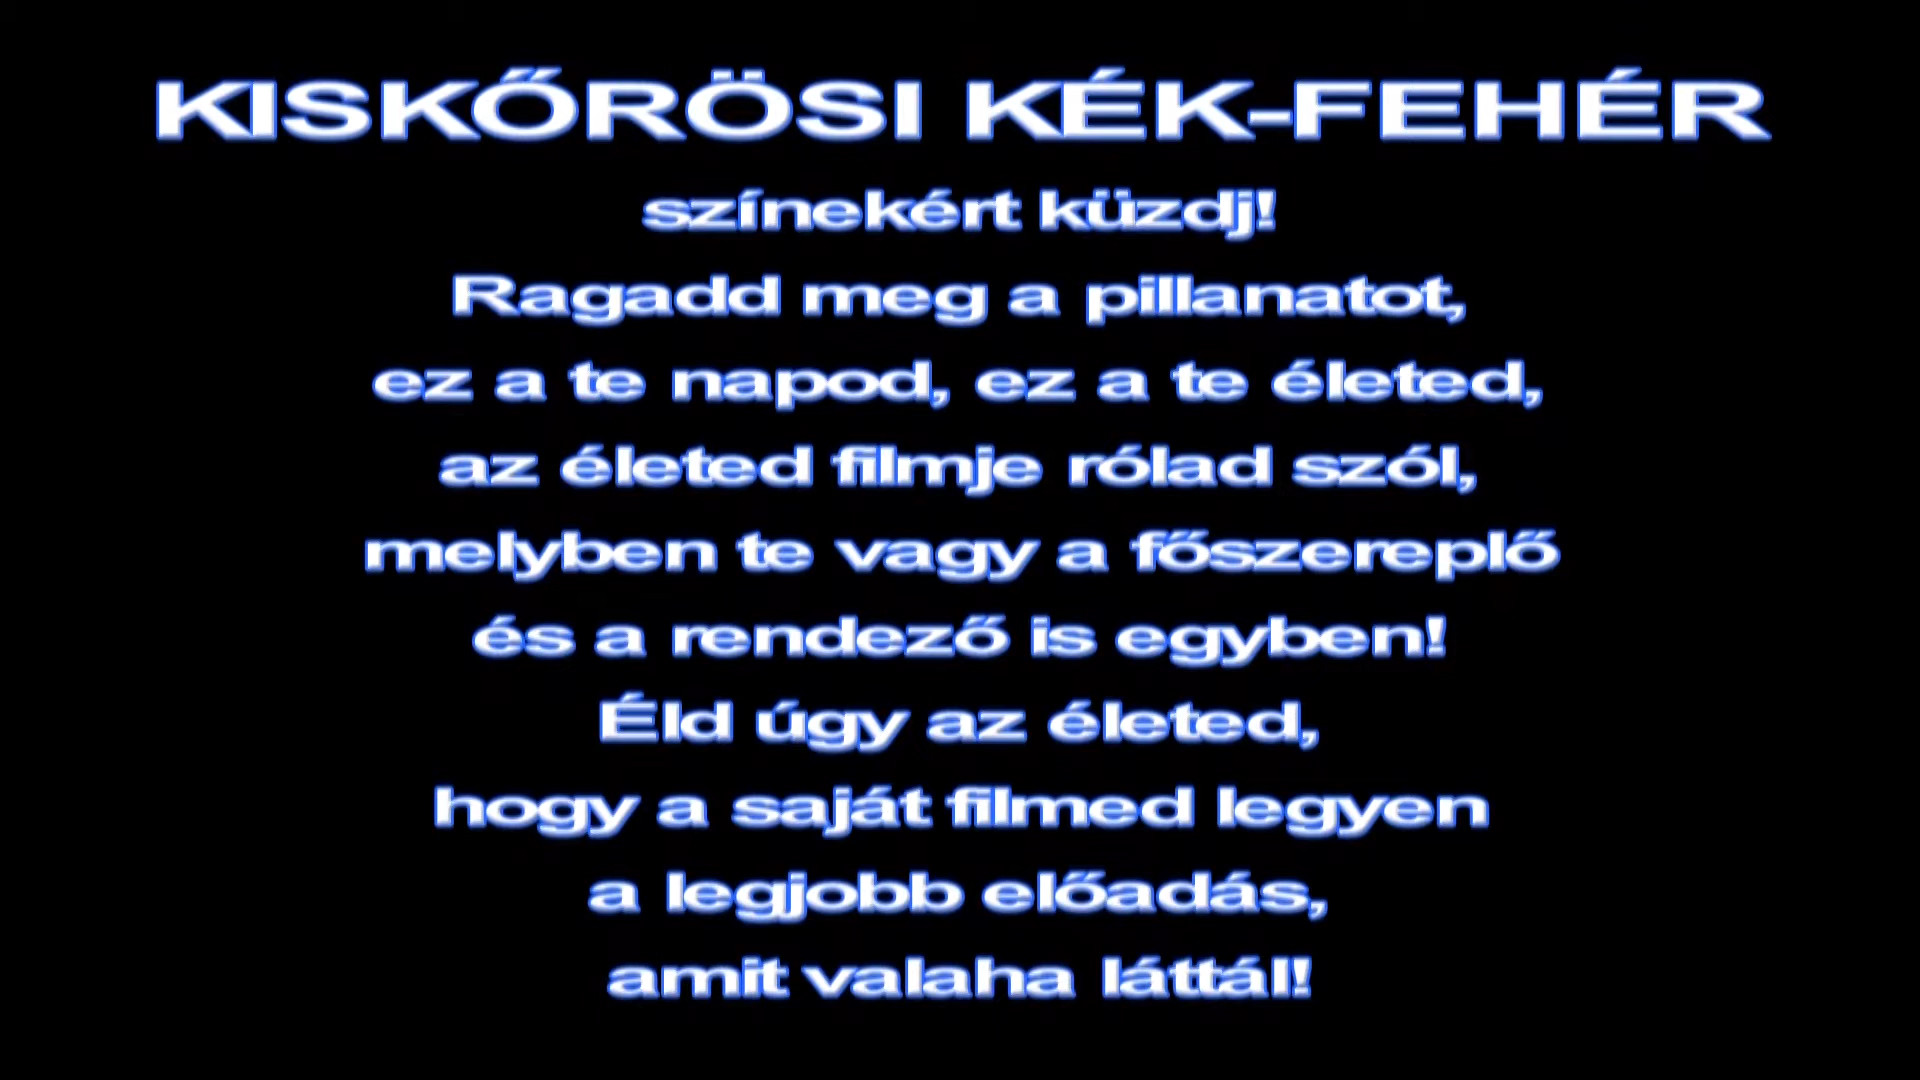 KISKŐRÖSI KÉK-FEHÉR
színekért küzdj!
Ragadd meg a pillanatot,
ez a te napod, ez a te életed,
az életed filmje rólad szól,
melyben te vagy a főszereplő
és a rendező is egyben!
Éld úgy az életed,
hogy a saját filmed legyen
a legjobb előadás,
amit valaha láttál!